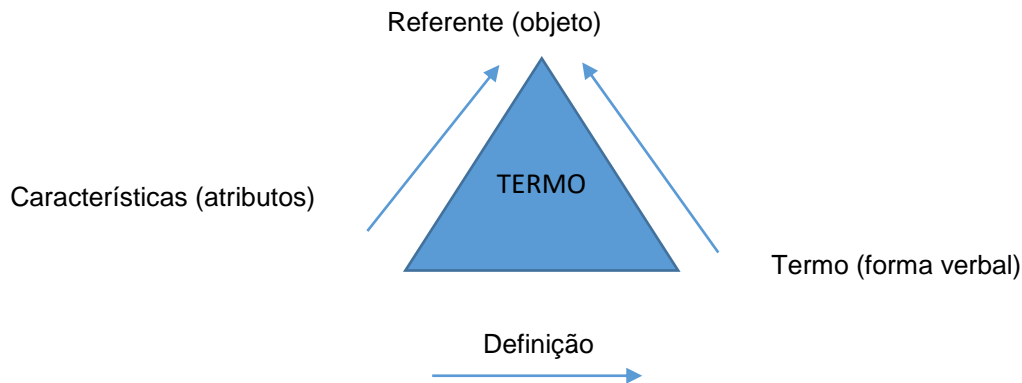 Referente (objeto)
TERMO
Características (atributos)
Termo (forma verbal)
Definição